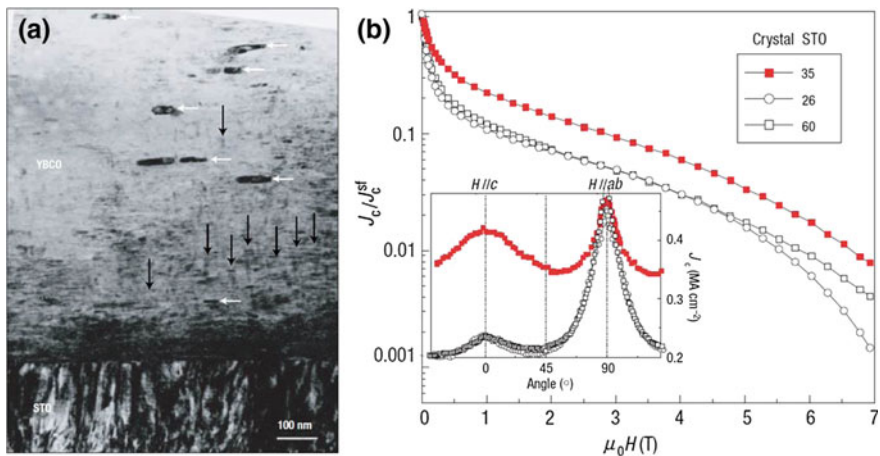 (a)
YBCO
STO
100 nm
(b)
Crystal STO
35
26
60
J_c/J_c^sf
1
0.1
0.01
0.001
H//c
H//ab
0.4
0.3
0.2
J_c (MA cm⁻²)
0
45
90
Angle (○)
0
1
2
3
4
5
6
7
μ₀H(T)